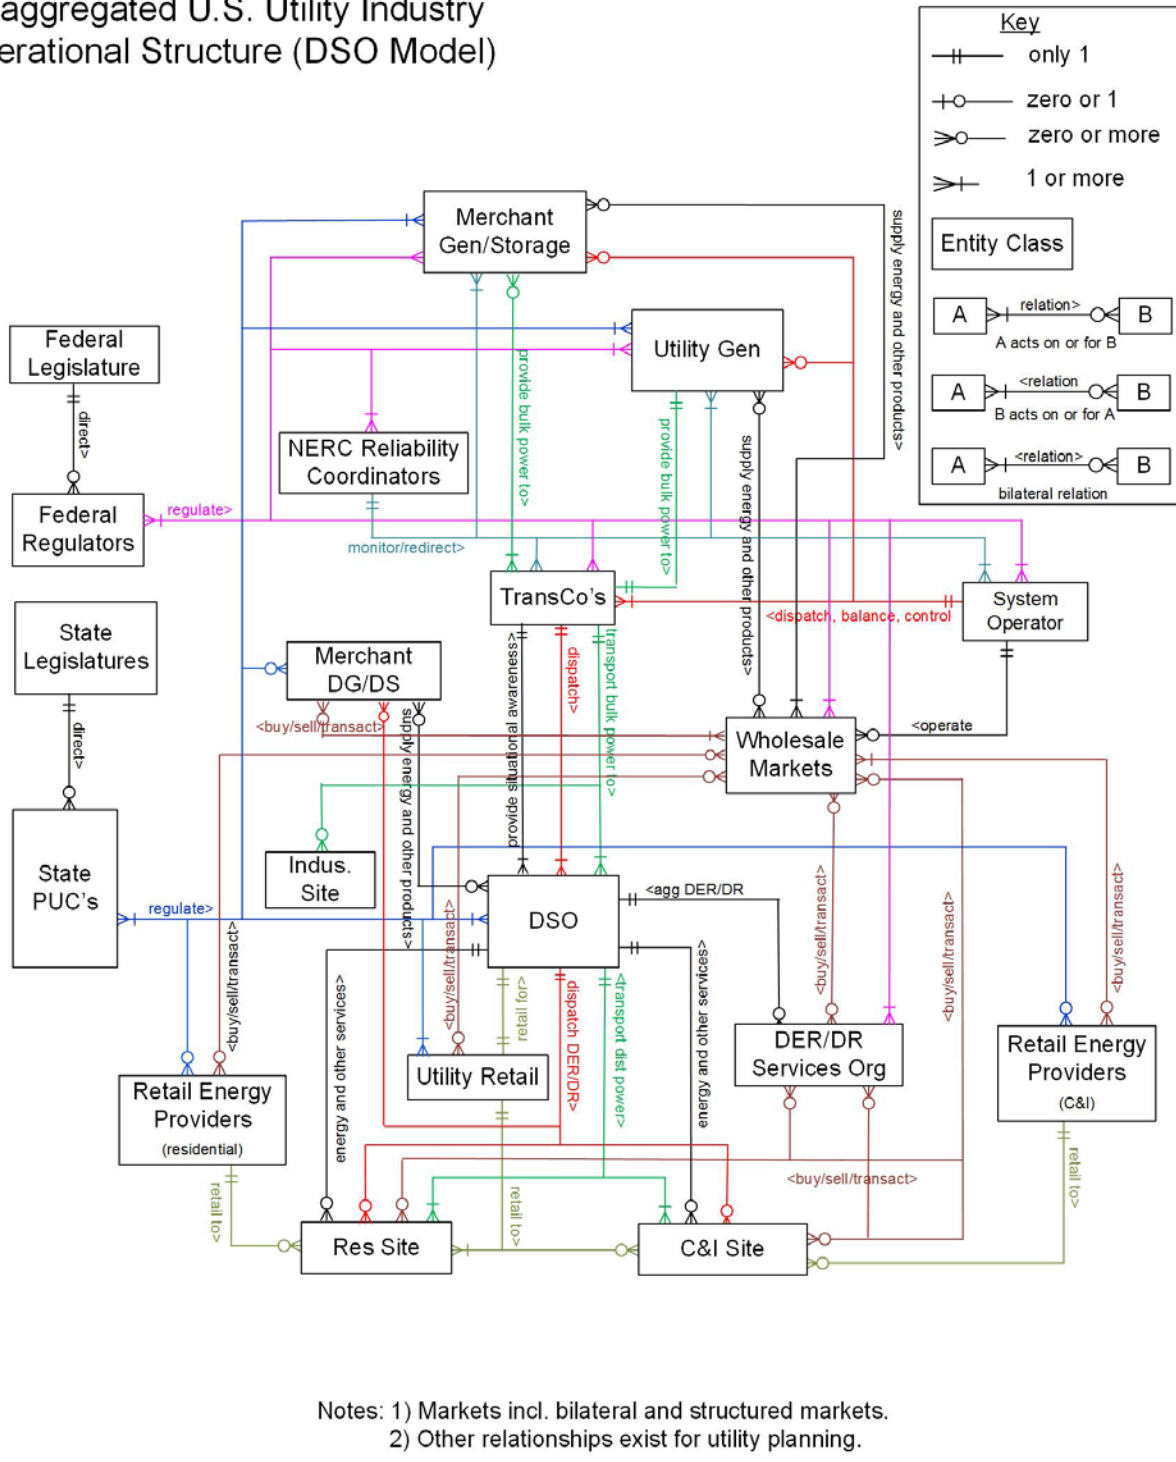 aggregated U.S. Utility Industry
erational Structure (DSO Model)
Key
only 1
zero or 1
zero or more
1 or more
Entity Class
A
relation>
B
A acts on or for B
A
<relation
B
B acts on or for A
A
<relation>
B
bilateral relation
Merchant
Gen/Storage
supply energy and other products>
Utility Gen
Federal
Legislature
direct>
NERC Reliability
Coordinators
provide bulk power to>
provide bulk power to>
supply energy and other products>
Federal
Regulators
regulate>
monitor/redirect>
TransCo's
System
Operator
<dispatch, balance, control
State
Legislatures
direct>
Merchant
DG/DS
<buy/sell/transact>
supply energy and other products>
provide situational awareness>
dispatch>
transport bulk power to>
Wholesale
Markets
<operate
Indus.
Site
State
PUC's
regulate>
DSO
<agg DER/DR
<buy/sell/transact>
<buy/sell/transact>
<buy/sell/transact>
<buy/sell/transact>
<buy/sell/transact>
energy and other services>
retail for>
dispatch DER/DR>
<transport dist power>
energy and other services>
DER/DR
Services Org
Retail Energy
Providers
(C&I)
Utility Retail
Retail Energy
Providers
(residential)
<buy/sell/transact>
retail to>
retail to>
retail to>
Res Site
C&I Site
Notes: 1) Markets incl. bilateral and structured markets.
2) Other relationships exist for utility planning.